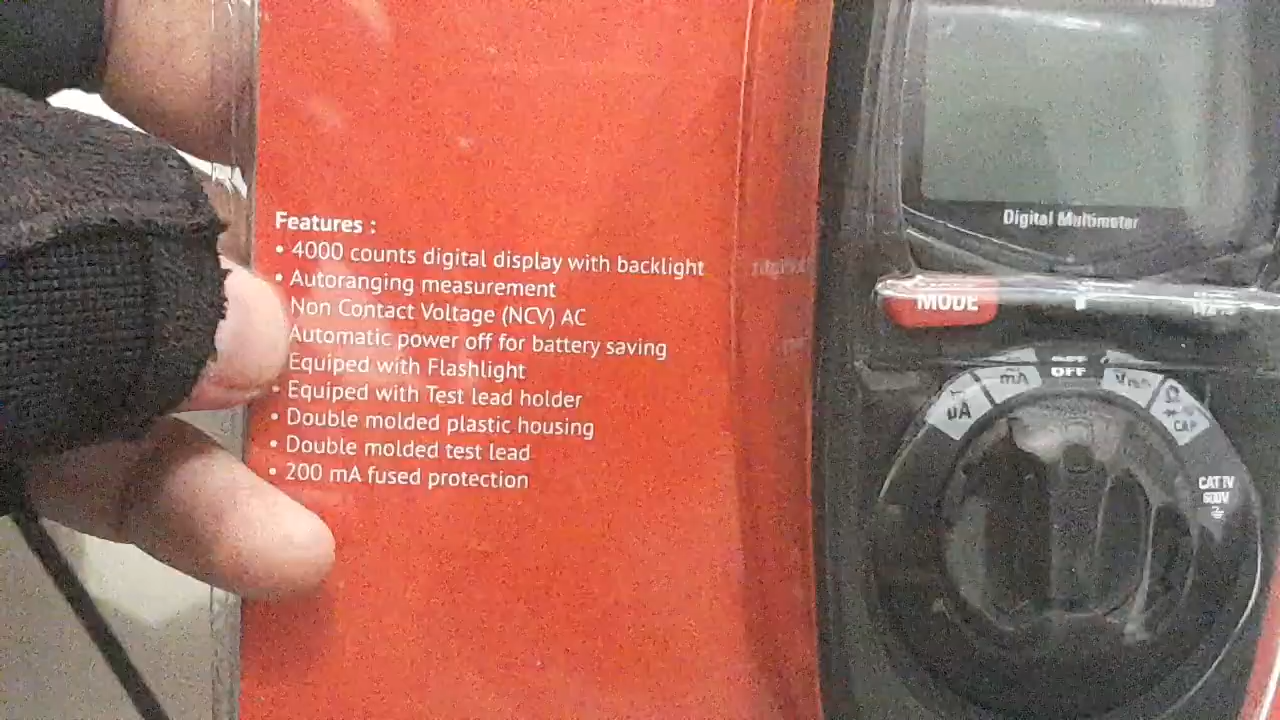 Features :
• 4000 counts digital display with backlight
• Autoranging measurement
Non Contact Voltage (NCV) AC
Automatic power off for battery saving
Equiped with Flashlight
• Equiped with Test lead holder
• Double molded plastic housing
• Double molded test lead
• 200 mA fused protection
Digital Multimeter
MODE
OFF
mA
µA
Ω
CAP
CAT IV
600V